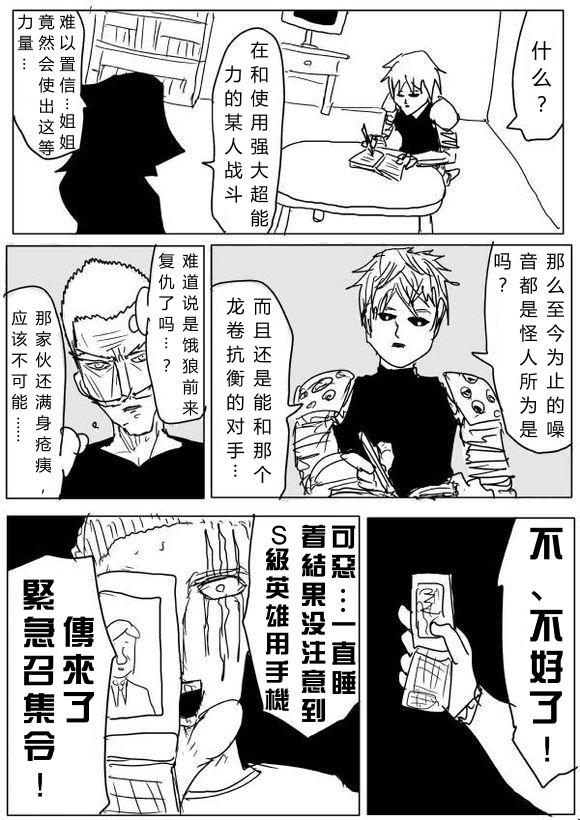 什么？
在和使用强大超能
力的某人战斗
难以置信…姐姐
竟然会使出这等
力量…
那么至今为止的噪
音都是怪人所为是
吗？
而且还是能和那个
龙卷抗衡的对手…
难道说是饿狼前来
复仇了吗…？
那家伙还满身疮痍，
应该不可能……
不、不好了！
可惡…一直睡
着結果没注意到
S級英雄用手機
傳來了
緊急召集令！